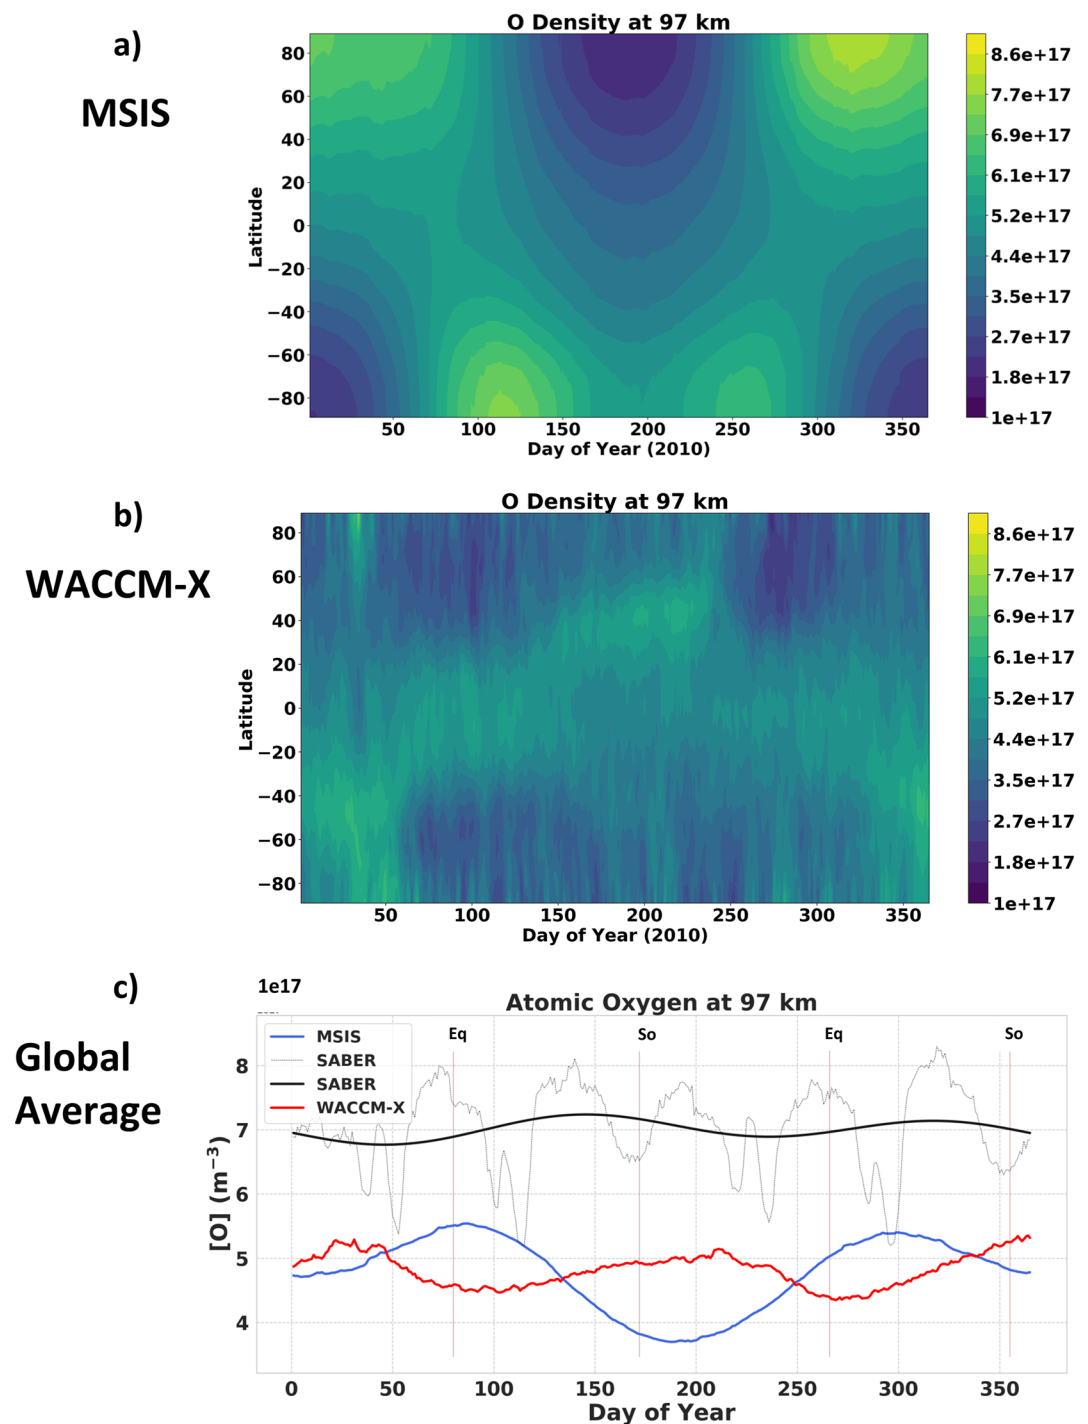 a)
MSIS
O Density at 97 km
Latitude
80
60
40
20
0
−20
−40
−60
−80
50 100 150 200 250 300 350
Day of Year (2010)
8.6e+17
7.7e+17
6.9e+17
6.1e+17
5.2e+17
4.4e+17
3.5e+17
2.7e+17
1.8e+17
1e+17
b)
WACCM-X
O Density at 97 km
Latitude
80
60
40
20
0
−20
−40
−60
−80
50 100 150 200 250 300 350
Day of Year (2010)
8.6e+17
7.7e+17
6.9e+17
6.1e+17
5.2e+17
4.4e+17
3.5e+17
2.7e+17
1.8e+17
1e+17
c)
Global
Average
1e17
Atomic Oxygen at 97 km
MSIS
SABER
SABER
WACCM-X
Eq So Eq So
[O] (m⁻³)
8
7
6
5
4
0 50 100 150 200 250 300 350
Day of Year